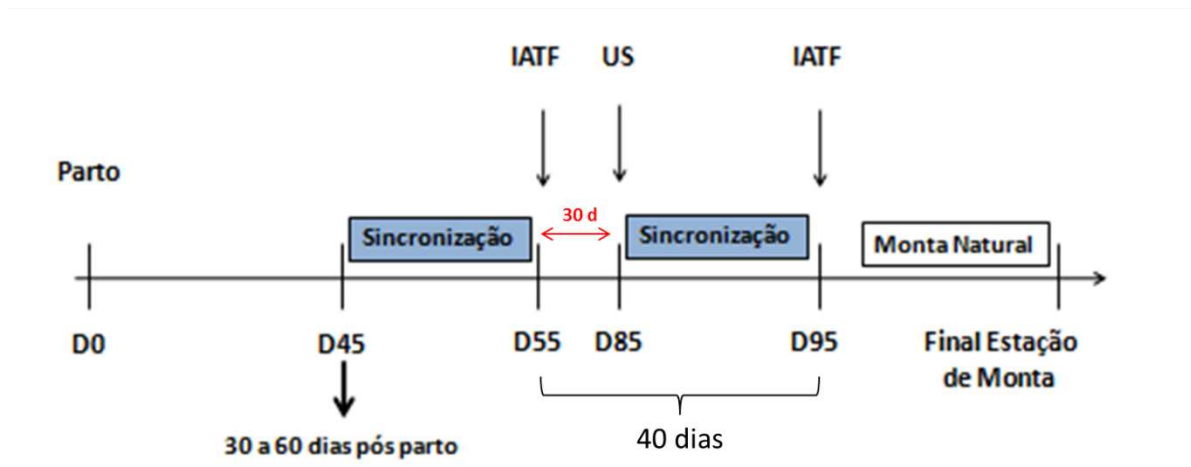 IATF US IATF
Parto
30 d
Sincronização Sincronização Monta Natural
D0 D45 D55 D85 D95 Final Estação
de Monta
30 a 60 dias pós parto 40 dias